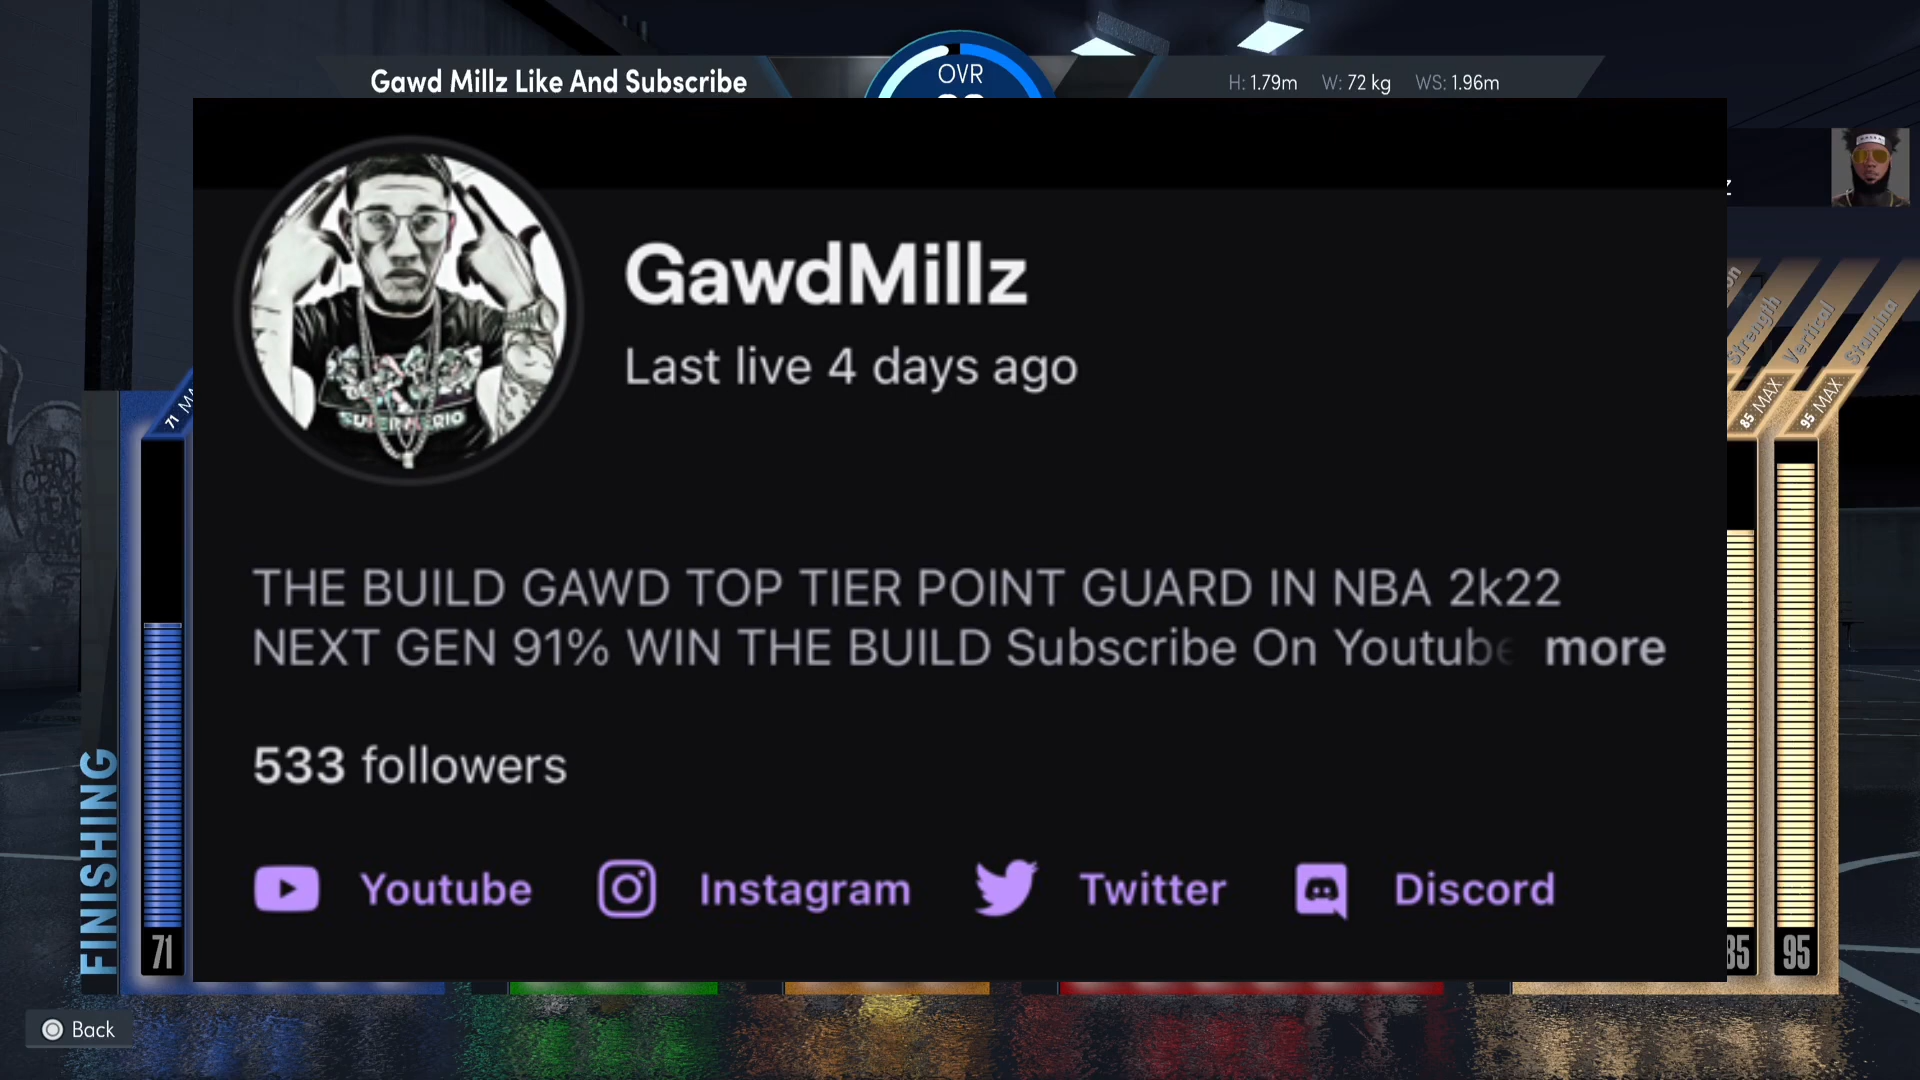 Gawd Millz Like And Subscribe
OVR
H: 1.79m W: 72 kg WS: 1.96m
GawdMillz
Last live 4 days ago
Strength
Vertical
Stamina
71
85 MAX
95 MAX
THE BUILD GAWD TOP TIER POINT GUARD IN NBA 2k22
NEXT GEN 91% WIN THE BUILD Subscribe On Youtube more
533 followers
Youtube Instagram Twitter Discord
FINISHING
71
85
95
Back